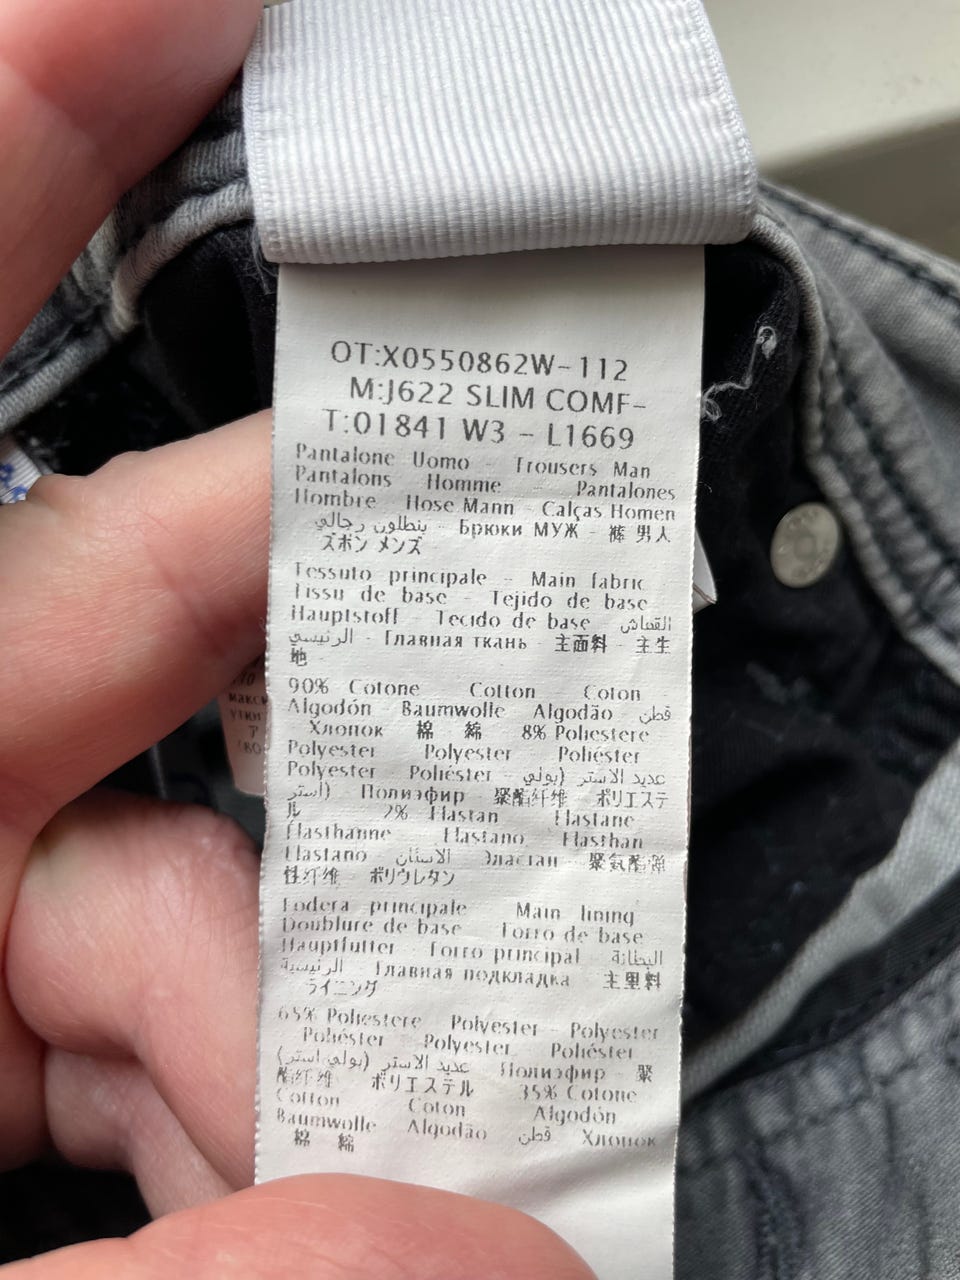 OT:X0550862W-112
M:J622 SLIM COMF-
T:01841 W3 - L1669
Pantalone Uomo - Trousers Man
Pantalons Homme - Pantalones
Hombre Hose Mann - Calças Homen
بنطلون رجالي - Брюки МУЖ - 裤 男人
ズボン メンズ
Tessuto principale - Main fabric
Tissu de base - Tejido de base
Hauptstoff - Tecido de base القماش
الرئيسي - Главная ткань - 主面料 - 主生
地
90% Cotone Cotton Coton
Algodón Baumwolle Algodão قطن
Хлопок 棉 綿 8% Poliestere
Polyester Polyester Poliéster
Polyester Poliéster - عديد الاستر (بولي
أستر) Полиэфир 聚酯纤维 ポリエステ
ル 2% Elastan Elastane
Élasthanne Elastano Elasthan
Elastano الاستان Эластан 聚氨酯弹
性纤维 ポリウレタン
Fodera principale Main lining
Doublure de base Forro de base
Hauptfutter Forro principal البطانة
الرئيسية Главная подкладка 主里料
ライニング
65% Poliestere Polyester - Polyester
Poliéster Polyester Poliéster
عديد الاستر (بولي استر) Полиэфир 聚
酯纤维 ポリエステル 35% Cotone
Cotton Coton Algodón
Baumwolle Algodão قطن Хлопок
棉 綿
макси
утюг